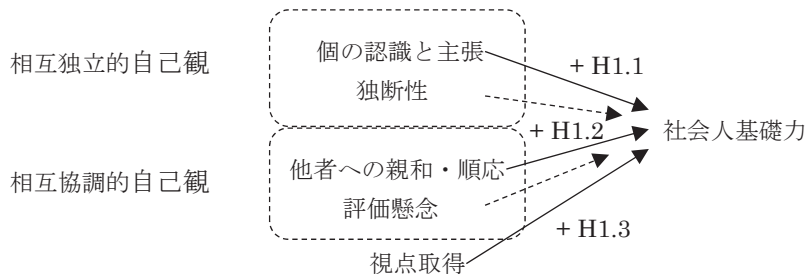 個の認識と主張
相互独立的自己観
+ H1.1
独断性
+ H1.2
社会人基礎力
他者への親和・順応
相互協調的自己観
評価懸念
+ H1.3
視点取得